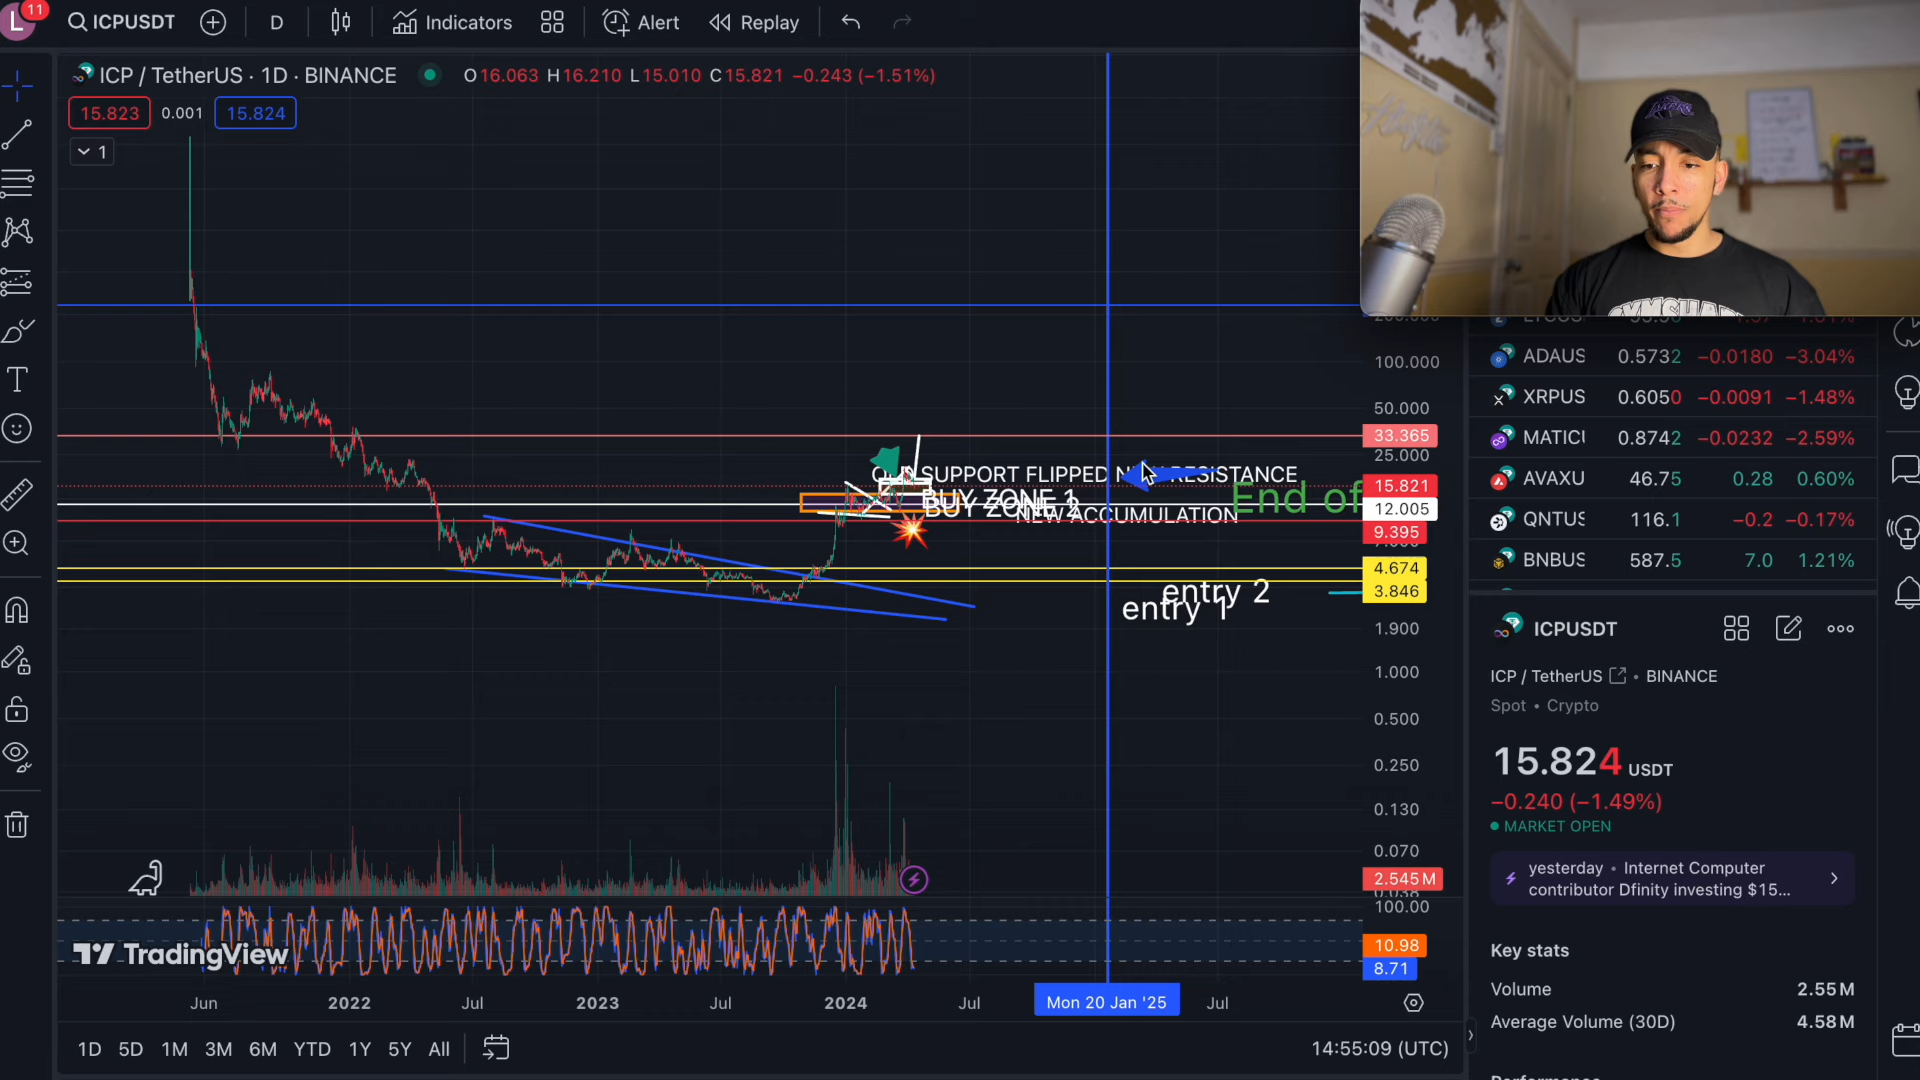 L
11
ICPUSDT
D
Indicators
Alert
Replay
ICP / TetherUS · 1D · BINANCE
O16.063 H16.210 L15.010 C15.821 −0.243 (−1.51%)
15.823
0.001
15.824
1
LAKERS
GYMSHARK
ADAUS 0.5732 −0.0180 −3.04%
XRPUS 0.6050 −0.0091 −1.48%
MATICU 0.8742 −0.0232 −2.59%
AVAXU 46.75 0.28 0.60%
QNTUS 116.1 −0.2 −0.17%
BNBUS 587.5 7.0 1.21%
100.000
50.000
33.365
25.000
15.821
12.005
9.395
4.674
3.846
1.900
1.000
0.500
0.250
0.130
0.070
2.545 M
100.00
10.98
8.71
OLD SUPPORT FLIPPED NEW RESISTANCE
BUY ZONE 1
BUY ZONE 2
NEW ACCUMULATION
End of
entry 2
entry 1
TradingView
Jun 2022 Jul 2023 Jul 2024 Jul Mon 20 Jan '25 Jul
1D 5D 1M 3M 6M YTD 1Y 5Y All
14:55:09 (UTC)
ICPUSDT
ICP / TetherUS • BINANCE
Spot • Crypto
15.824 USDT
−0.240 (−1.49%)
MARKET OPEN
yesterday • Internet Computer
contributor Dfinity investing $15...
Key stats
Volume 2.55 M
Average Volume (30D) 4.58 M